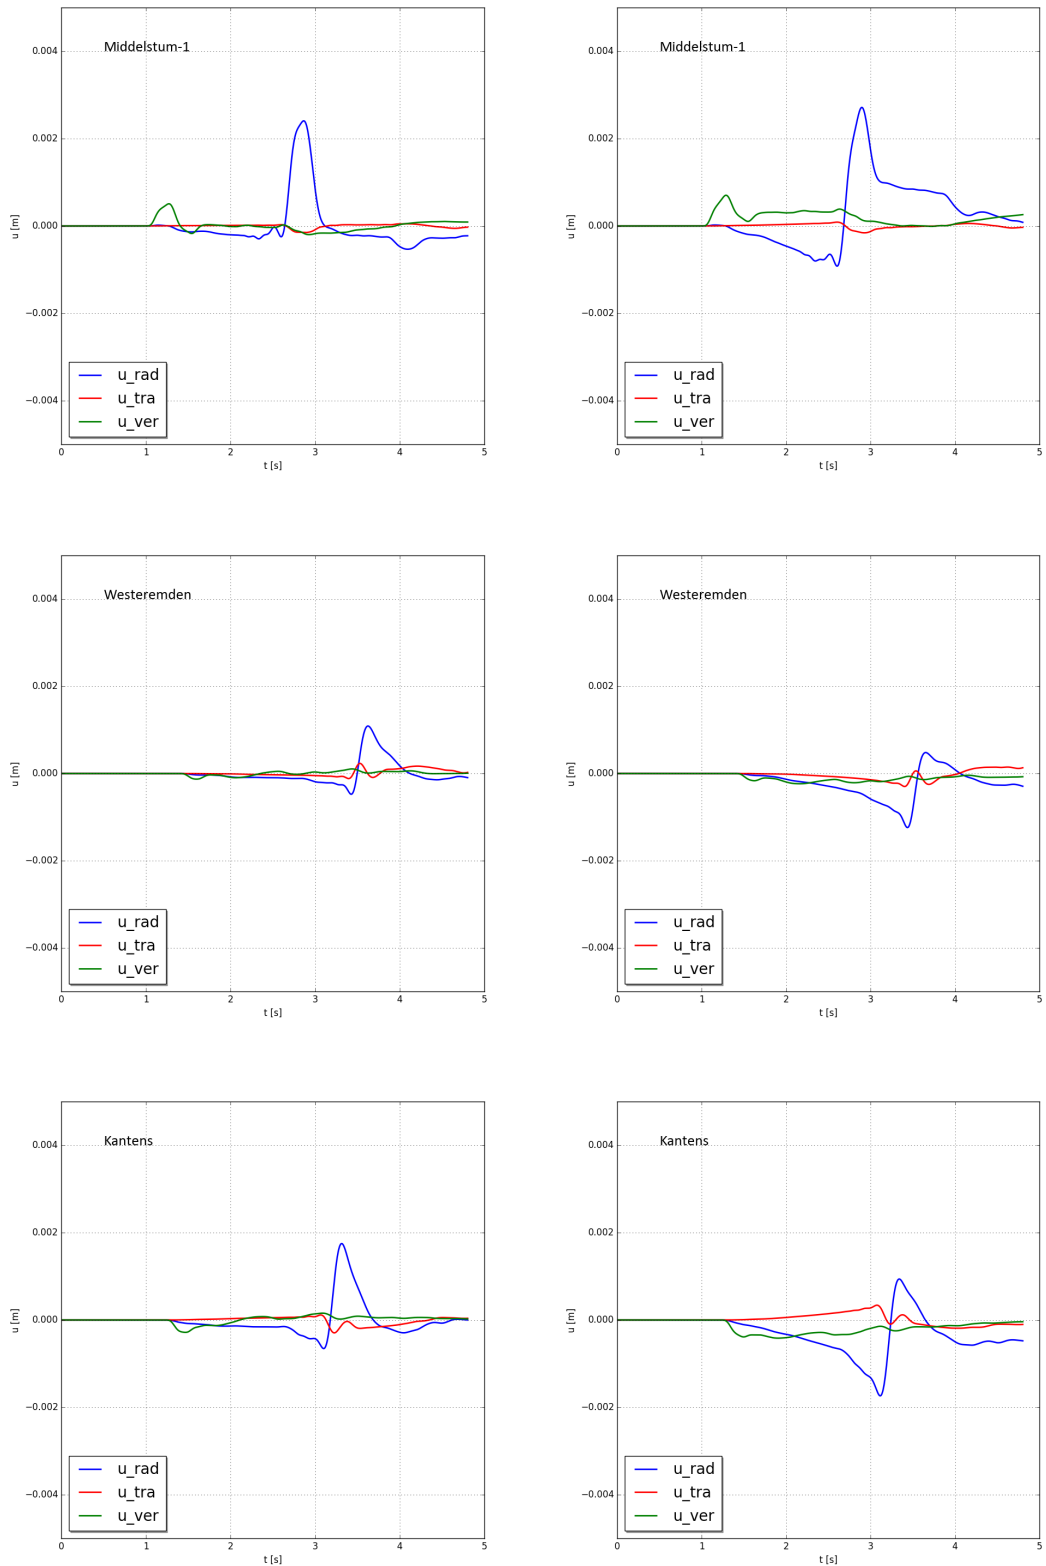 Middelstum-1
0.004
0.002
0.000
−0.002
−0.004
u [m]
u_rad
u_tra
u_ver
0 1 2 3 4 5
t [s]
Middelstum-1
0.004
0.002
0.000
−0.002
−0.004
u [m]
u_rad
u_tra
u_ver
0 1 2 3 4 5
t [s]
Westeremden
0.004
0.002
0.000
−0.002
−0.004
u [m]
u_rad
u_tra
u_ver
0 1 2 3 4 5
t [s]
Westeremden
0.004
0.002
0.000
−0.002
−0.004
u [m]
u_rad
u_tra
u_ver
0 1 2 3 4 5
t [s]
Kantens
0.004
0.002
0.000
−0.002
−0.004
u [m]
u_rad
u_tra
u_ver
0 1 2 3 4 5
t [s]
Kantens
0.004
0.002
0.000
−0.002
−0.004
u [m]
u_rad
u_tra
u_ver
0 1 2 3 4 5
t [s]